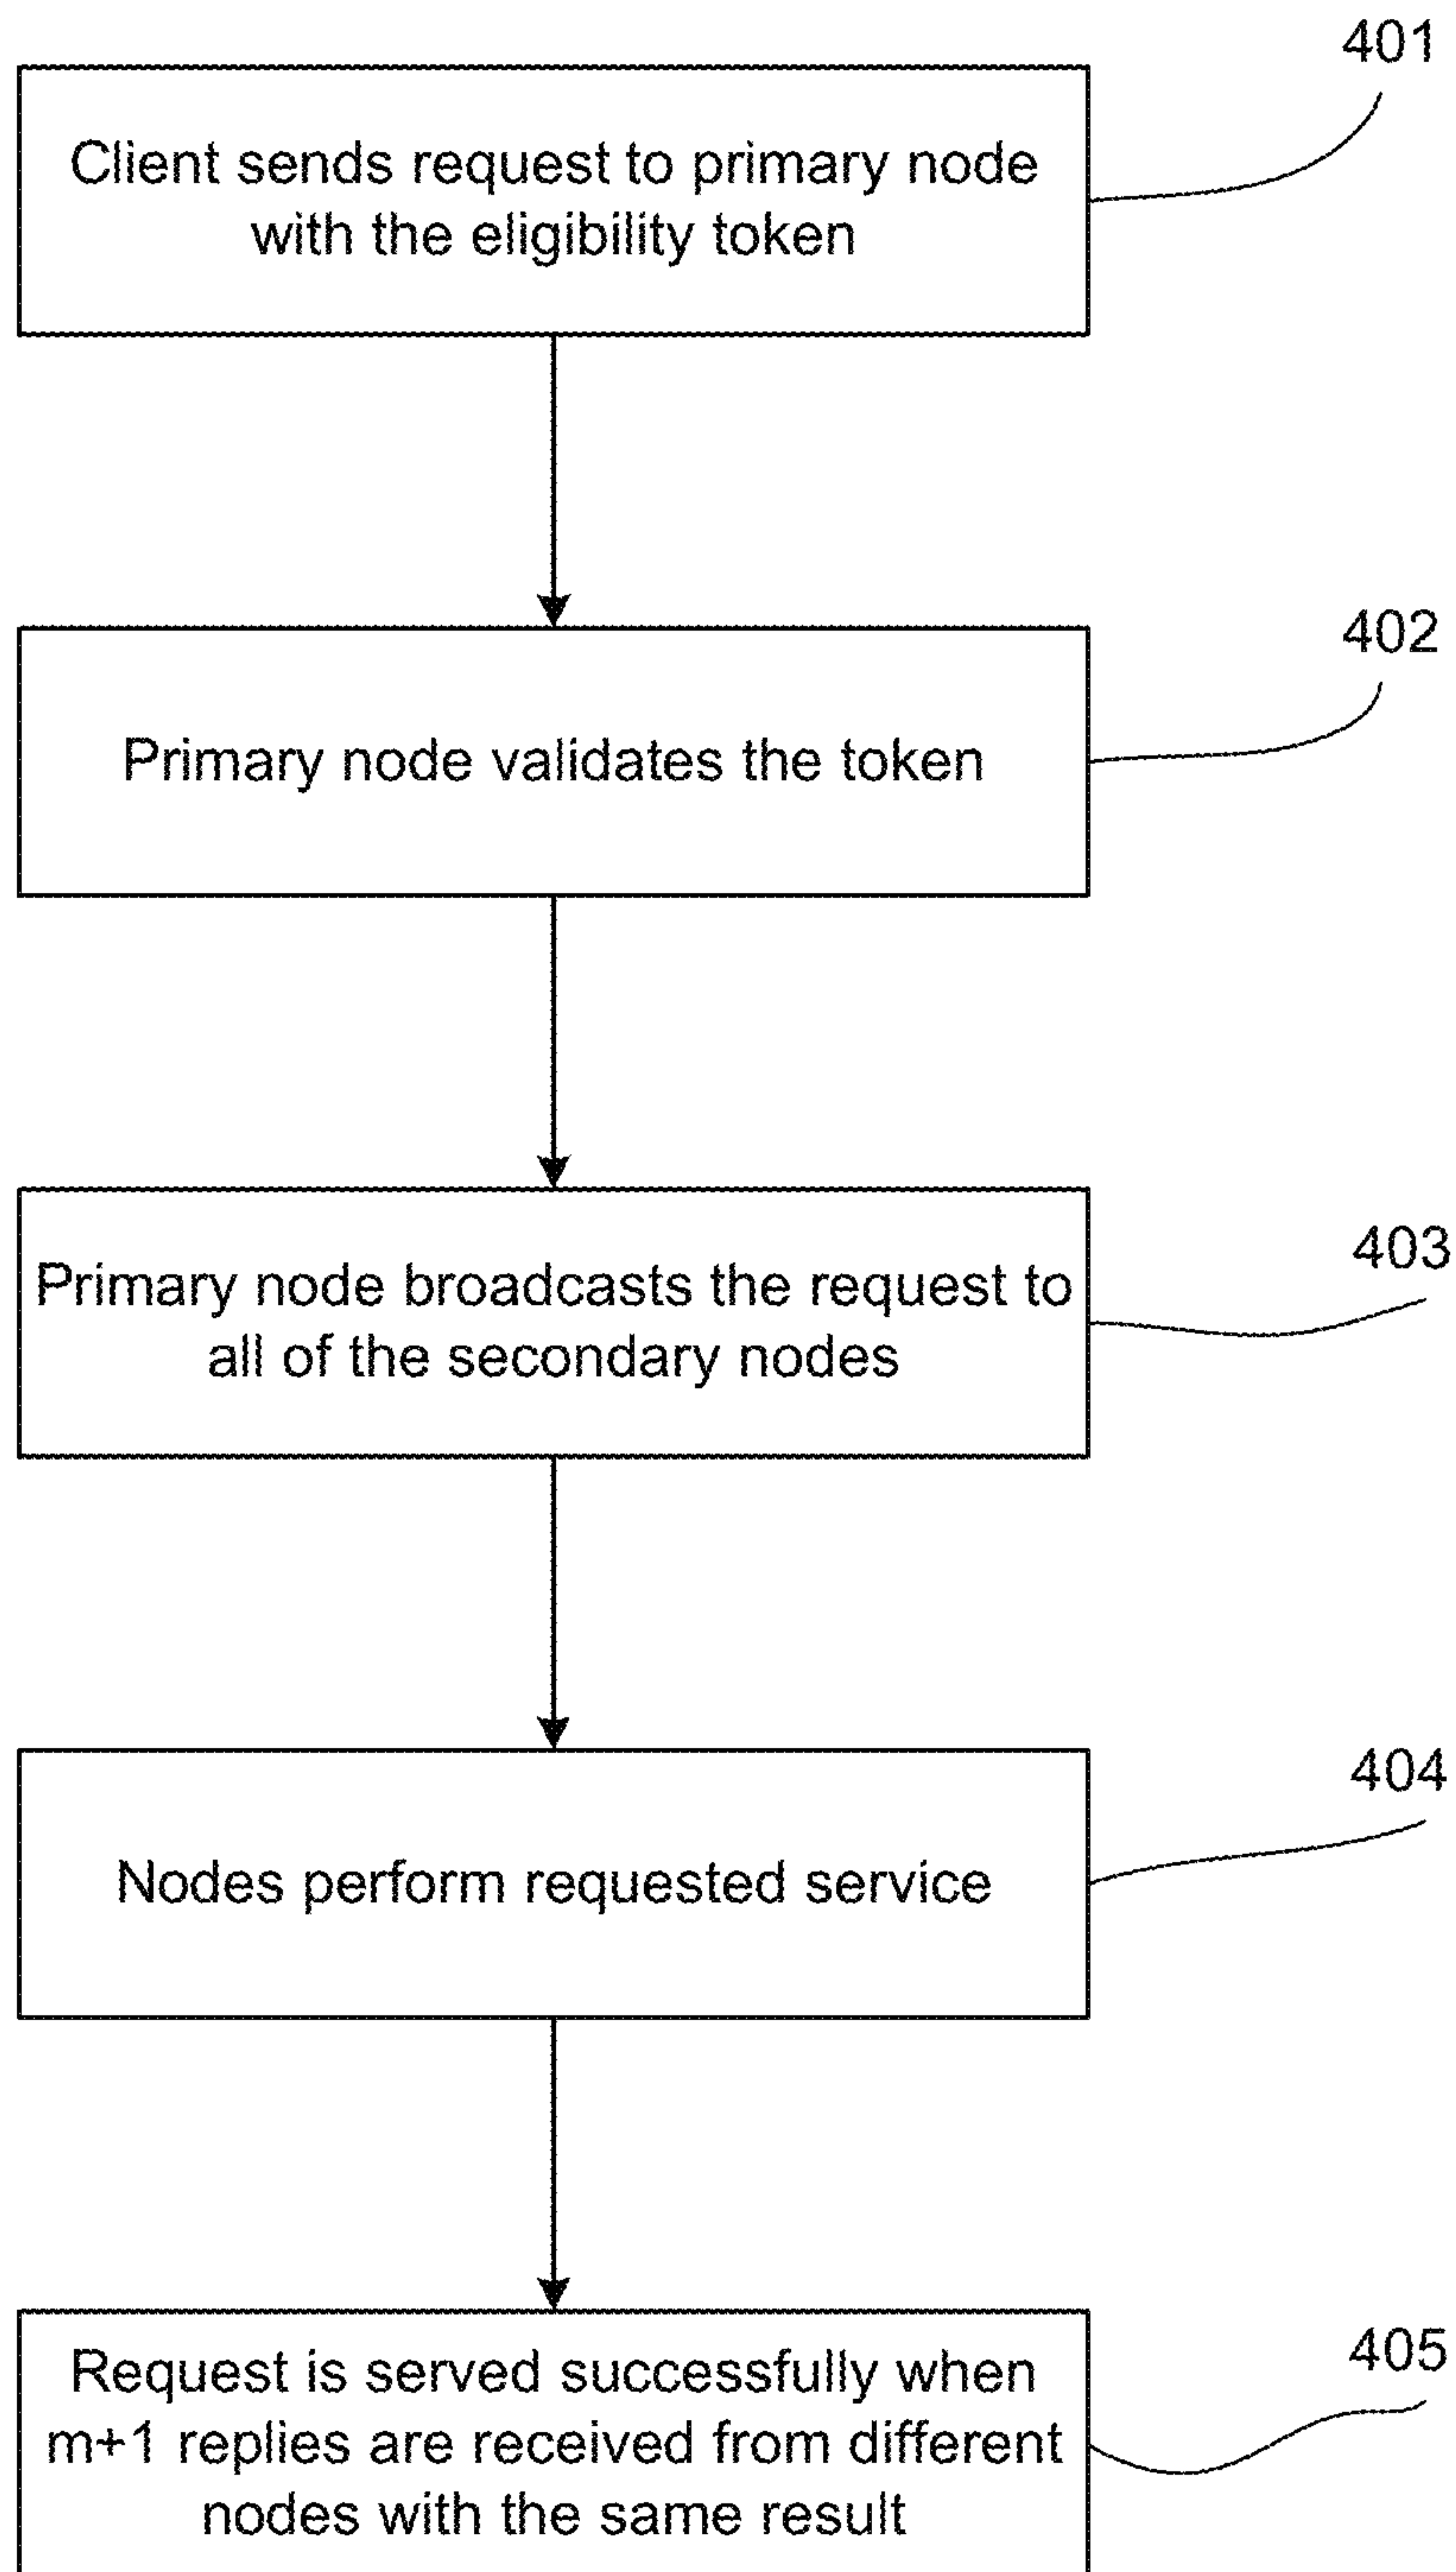 401
Client sends request to primary node
with the eligibility token
402
Primary node validates the token
403
Primary node broadcasts the request to
all of the secondary nodes
404
Nodes perform requested service
405
Request is served successfully when
m+1 replies are received from different
nodes with the same result